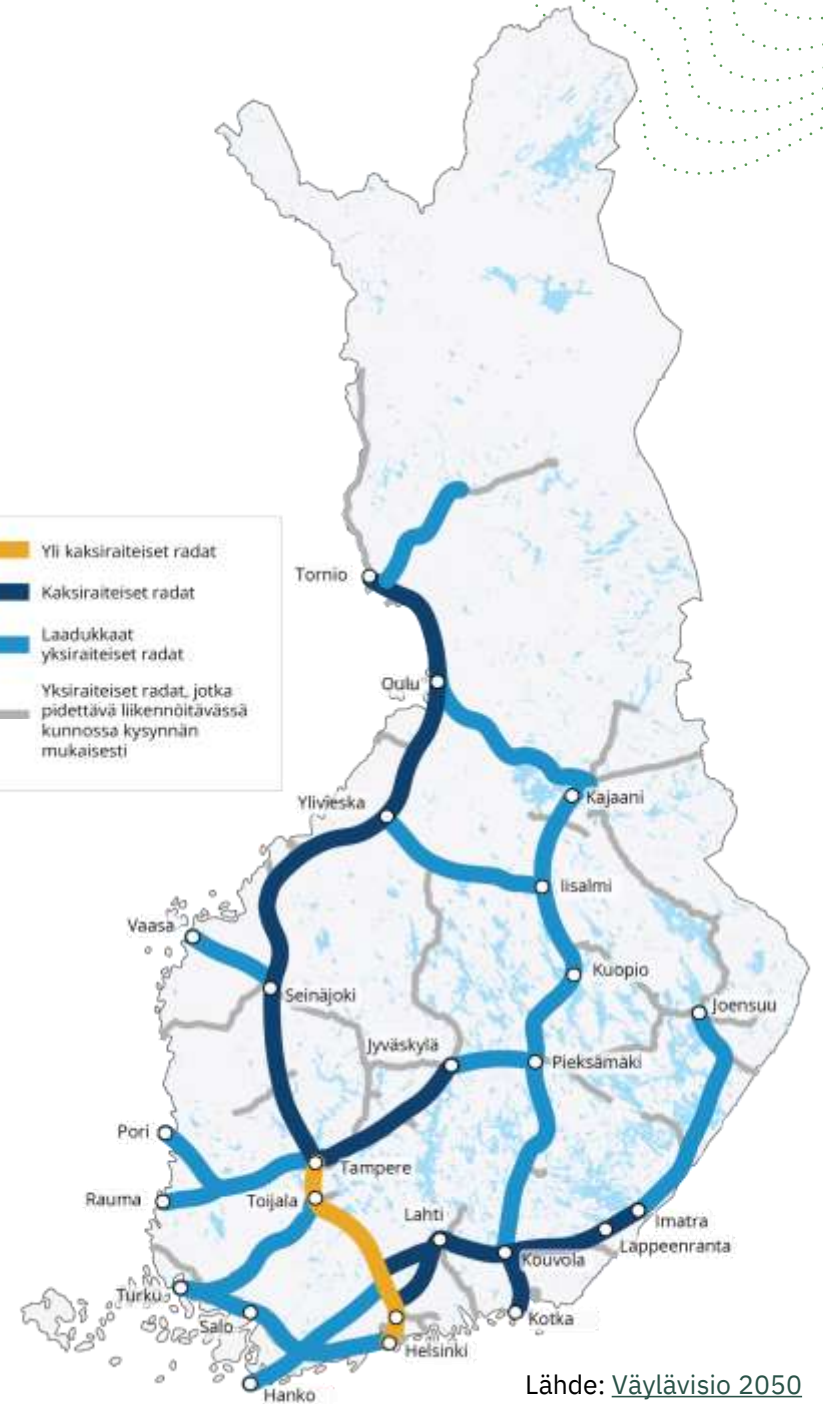 Yli kaksiraiteiset radat
Kaksiraiteiset radat
Laadukkaat
yksiraiteiset radat
Yksiraiteiset radat, jotka
pidettävä liikennöitävässä
kunnossa kysynnän
mukaisesti
Tornio
Oulu
Ylivieska
Kajaani
Iisalmi
Vaasa
Seinäjoki
Kuopio
Joensuu
Jyväskylä
Pieksämäki
Pori
Tampere
Rauma
Toijala
Lahti
Imatra
Lappeenranta
Kouvola
Turku
Salo
Kotka
Helsinki
Hanko
Lähde: Väylävisio 2050